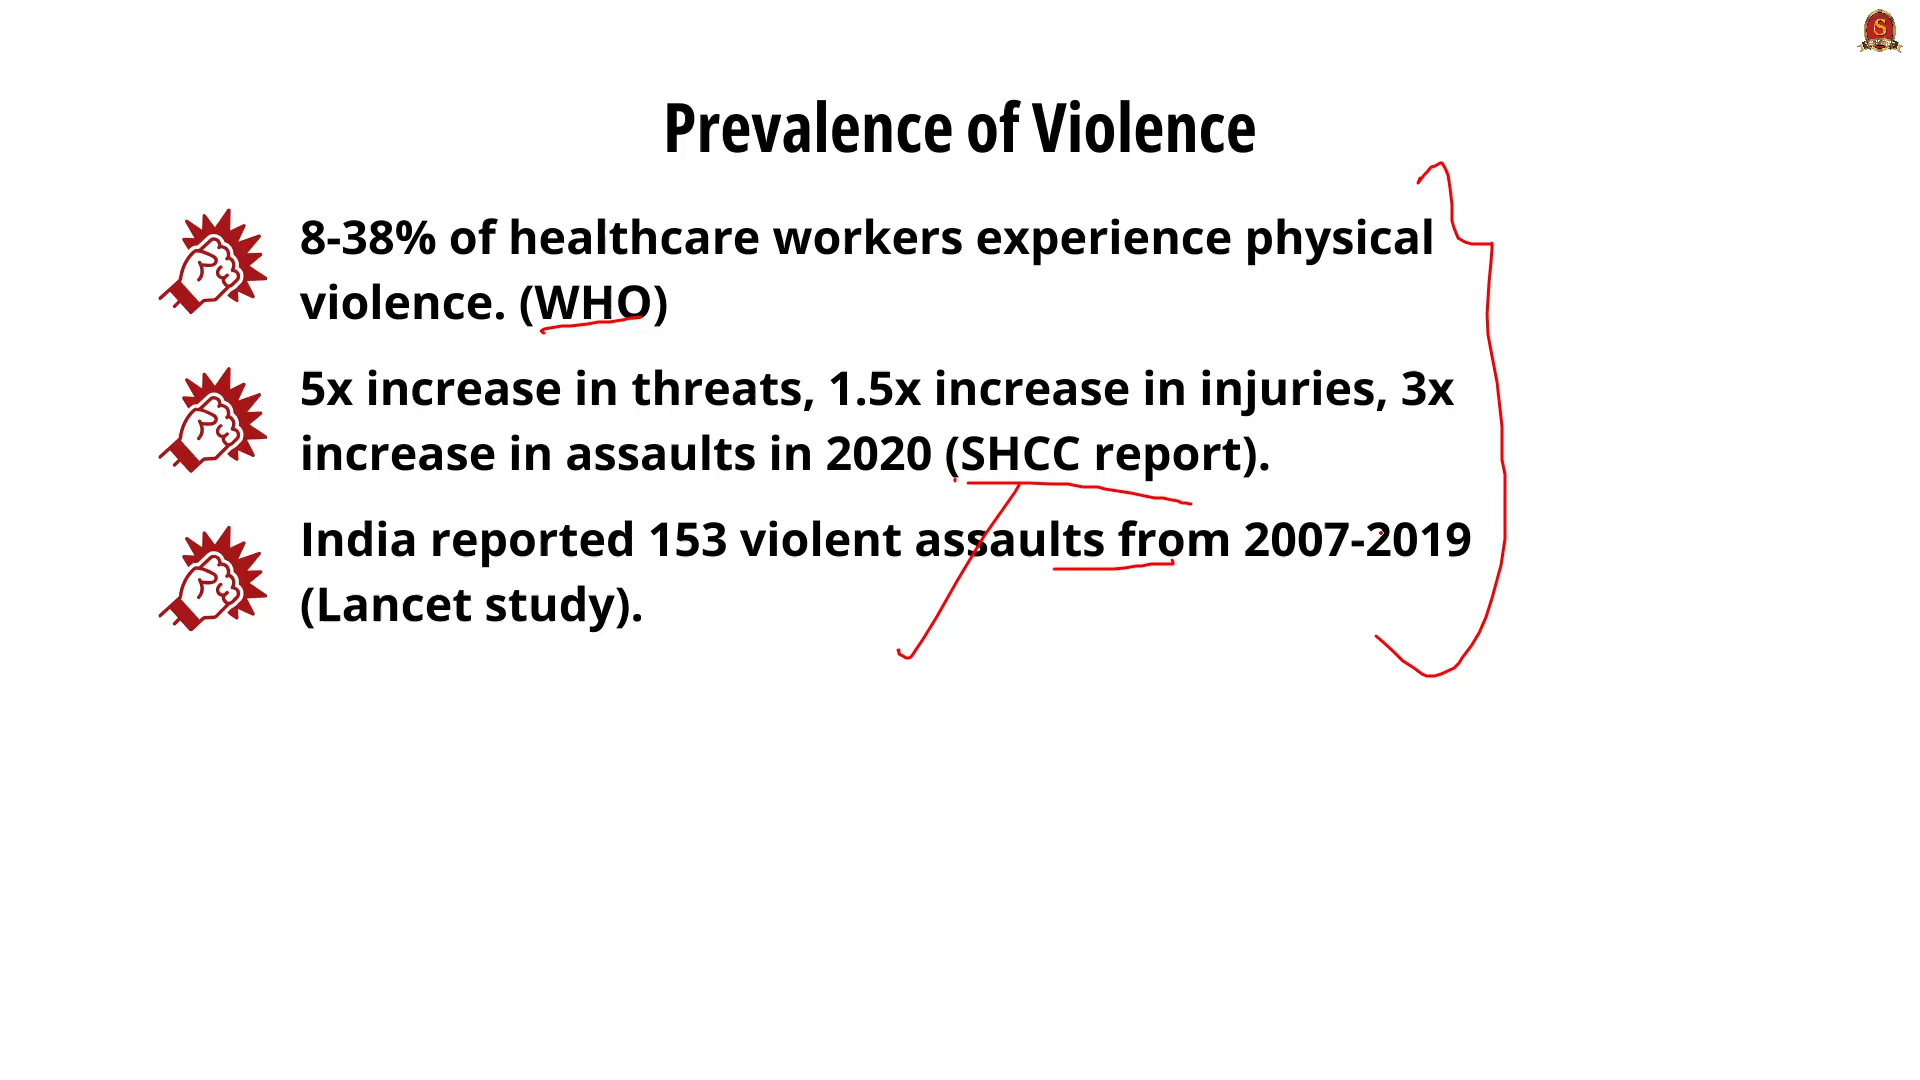 Prevalence of Violence
8-38% of healthcare workers experience physical
violence. (WHO)
5x increase in threats, 1.5x increase in injuries, 3x
increase in assaults in 2020 (SHCC report).
India reported 153 violent assaults from 2007-2019
(Lancet study).
S